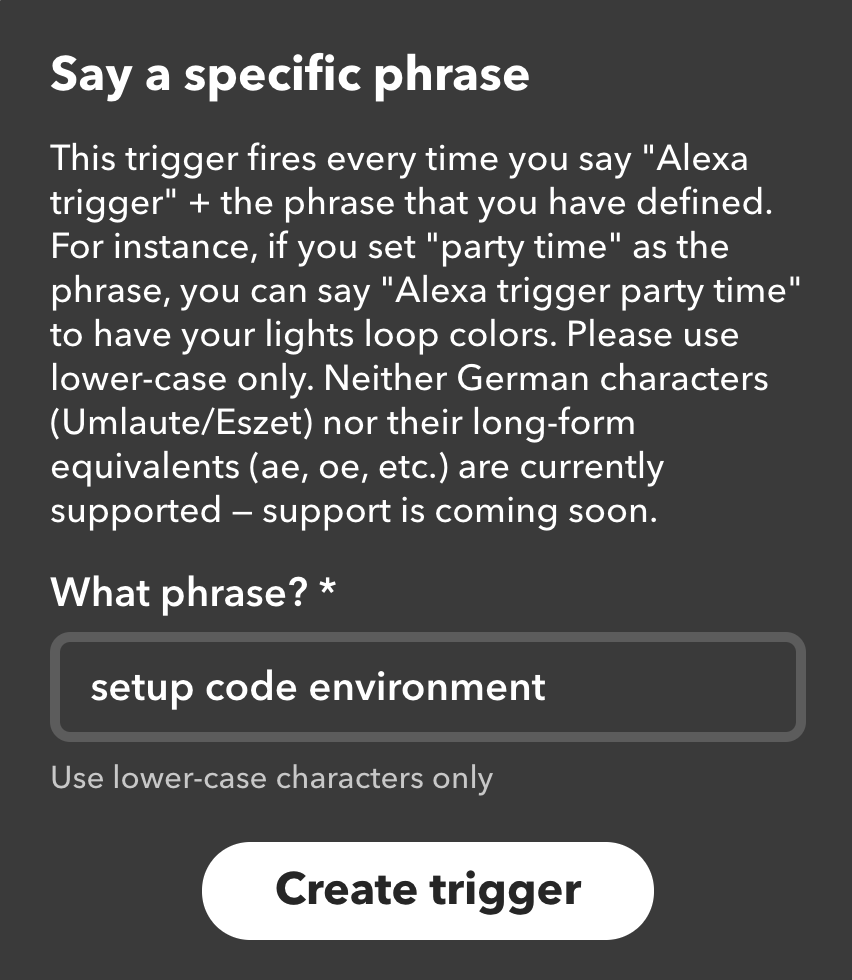 Say a specific phrase
This trigger fires every time you say "Alexa
trigger" + the phrase that you have defined.
For instance, if you set "party time" as the
phrase, you can say "Alexa trigger party time"
to have your lights loop colors. Please use
lower-case only. Neither German characters
(Umlaute/Eszet) nor their long-form
equivalents (ae, oe, etc.) are currently
supported – support is coming soon.
What phrase? *
setup code environment
Use lower-case characters only
Create trigger